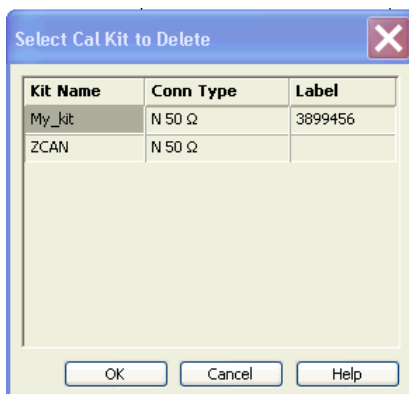 Select Cal Kit to Delete
Kit Name Conn Type Label
My_kit N 50 Ω 3899456
ZCAN N 50 Ω
OK Cancel Help